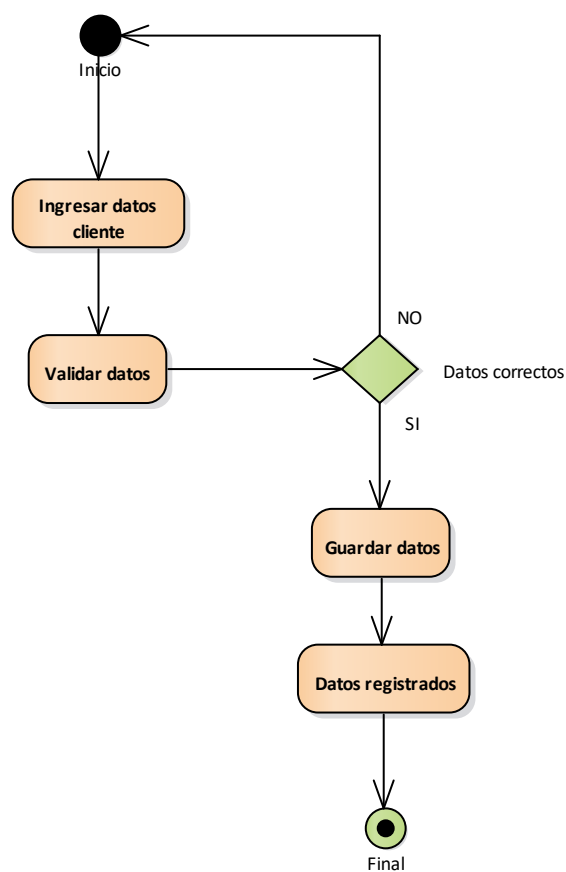 Inicio
Ingresar datos
cliente
NO
Validar datos
Datos correctos
SI
Guardar datos
Datos registrados
Final